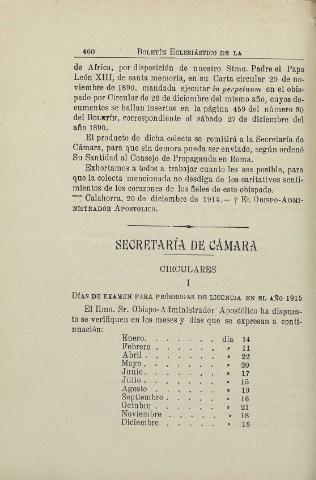 460 BOLETÍN ECLESIÁSTICO DE LA
de Africa, por disposición de nuestro Stmo. Padre el Papa
León XIII, de santa memoria, en su Carta circular 20 de no-
viembre de 1890, mandada ejecutar in perpetuum en el obis-
pado por Circular de 26 de diciembre del mismo año, cuyos do-
cumentos se hallan insertos en la página 459 del número 30
del BOLETÍN, correspondiente al sábado 27 de diciembre del
año 1890.
El producto de dicha colecta se remitirá a la Secretaría de
Cámara, para que sin demora pueda ser enviado, según ordenó
Su Santidad al Consejo de Propaganda en Roma.
Exhortamos a todos a trabajar cuanto les sea posible, para
que la colecta mencionada no desdiga de los caritativos senti-
mientos de los corazones de los fieles de este obispado.
Calahorra, 20 de diciembre de 1914.— † EL OBISPO-ADMI-
NISTRADOR APOSTÓLICO.
SECRETARÍA DE CÁMARA
CIRCULARES
I
DÍAS DE EXAMEN PARA PRÓRROGAS DE LICENCIA EN EL AÑO 1915
El Ilmo. Sr. Obispo-Administrador Apostólico ha dispues-
to se verifiquen en los meses y días que se expresan a conti-
nuación:
Enero. . . . . . . día 14
Febrero . . . . . . » 11
Abril . . . . . . . » 22
Mayo. . . . . . . » 20
Junio. . . . . . . » 17
Julio . . . . . . . » 15
Agosto . . . . . . » 19
Septiembre . . . . . » 16
Octubre . . . . . . » 21
Noviembre . . . . . » 18
Diciembre . . . . . » 16